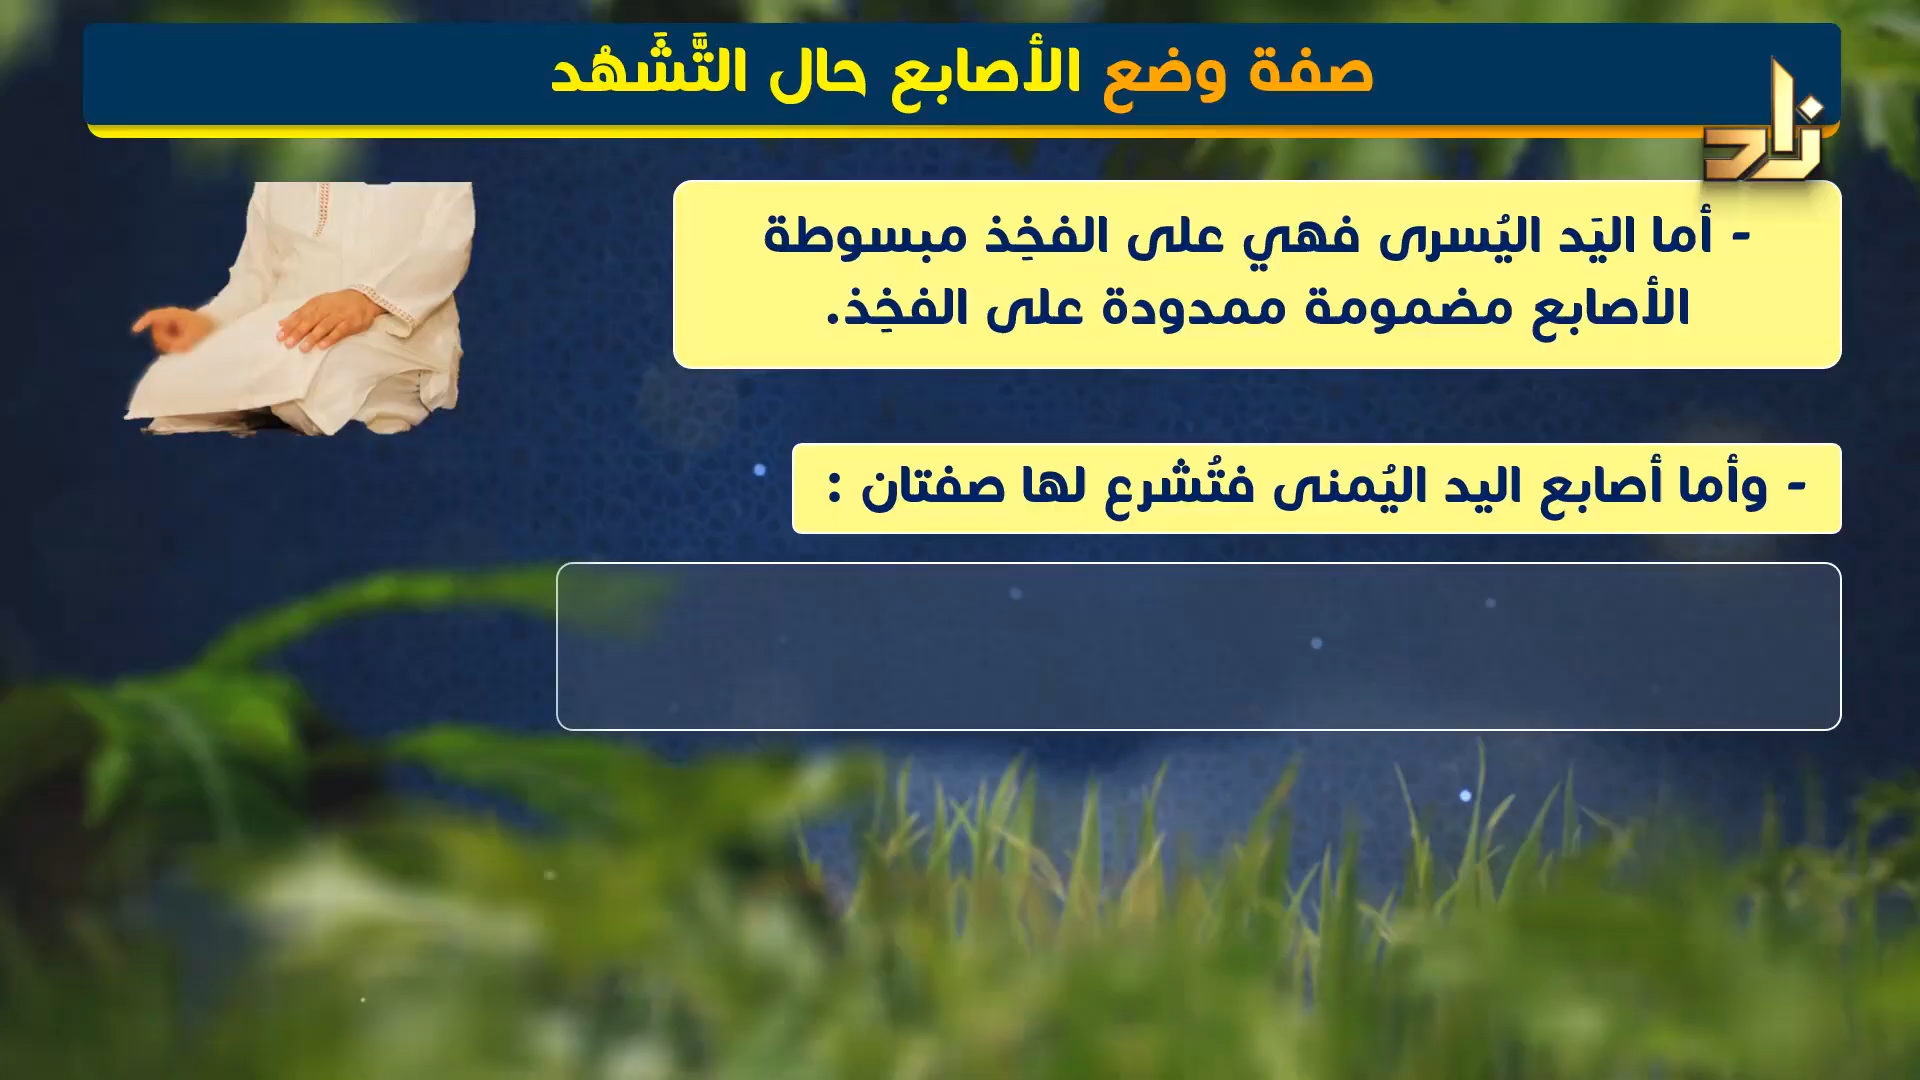 صفة وضع الأصابع حال التَّشَهُد
زاد
- أما اليَد اليُسرى فهي على الفخِذ مبسوطة
الأصابع مضمومة ممدودة على الفخِذ.
- وأما أصابع اليد اليُمنى فتُشرع لها صفتان :